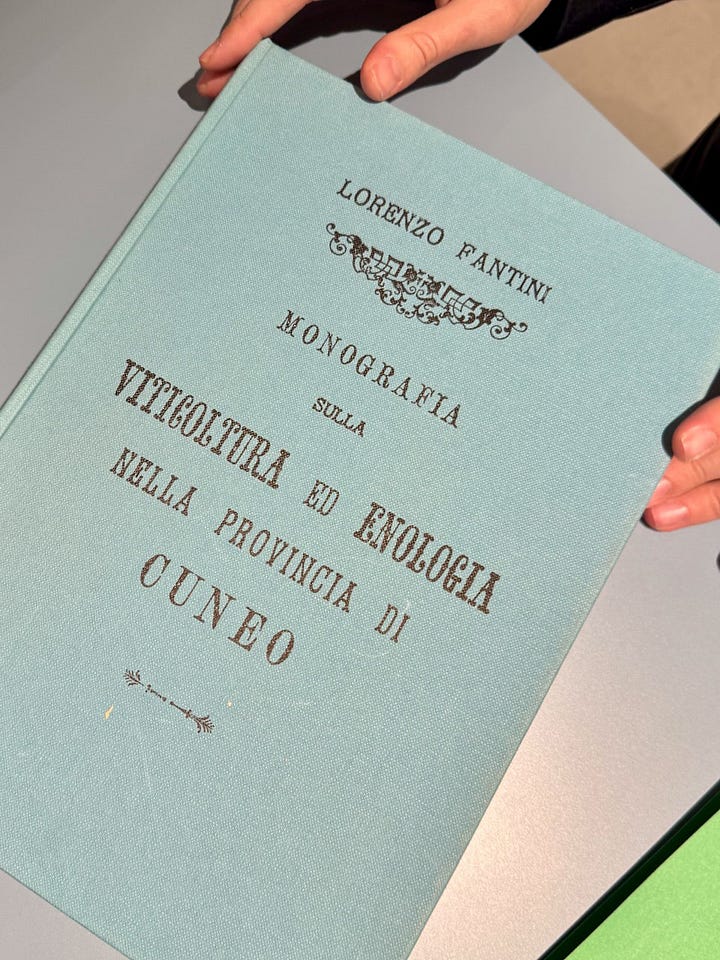 LORENZO FANTINI
MONOGRAFIA
SULLA
VITICOLTURA ED ENOLOGIA
NELLA PROVINCIA DI
CUNEO